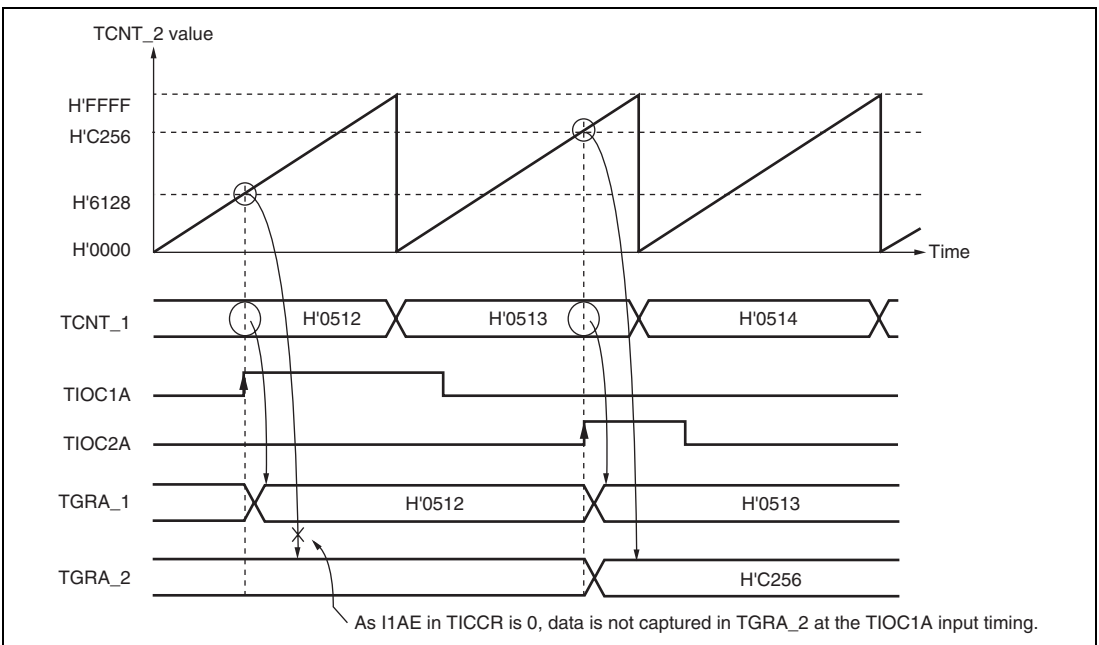 TCNT_2 value
H'FFFF
H'C256
H'6128
H'0000
Time
TCNT_1
H'0512
H'0513
H'0514
TIOC1A
TIOC2A
TGRA_1
H'0512
H'0513
TGRA_2
H'C256
As I1AE in TICCR is 0, data is not captured in TGRA_2 at the TIOC1A input timing.